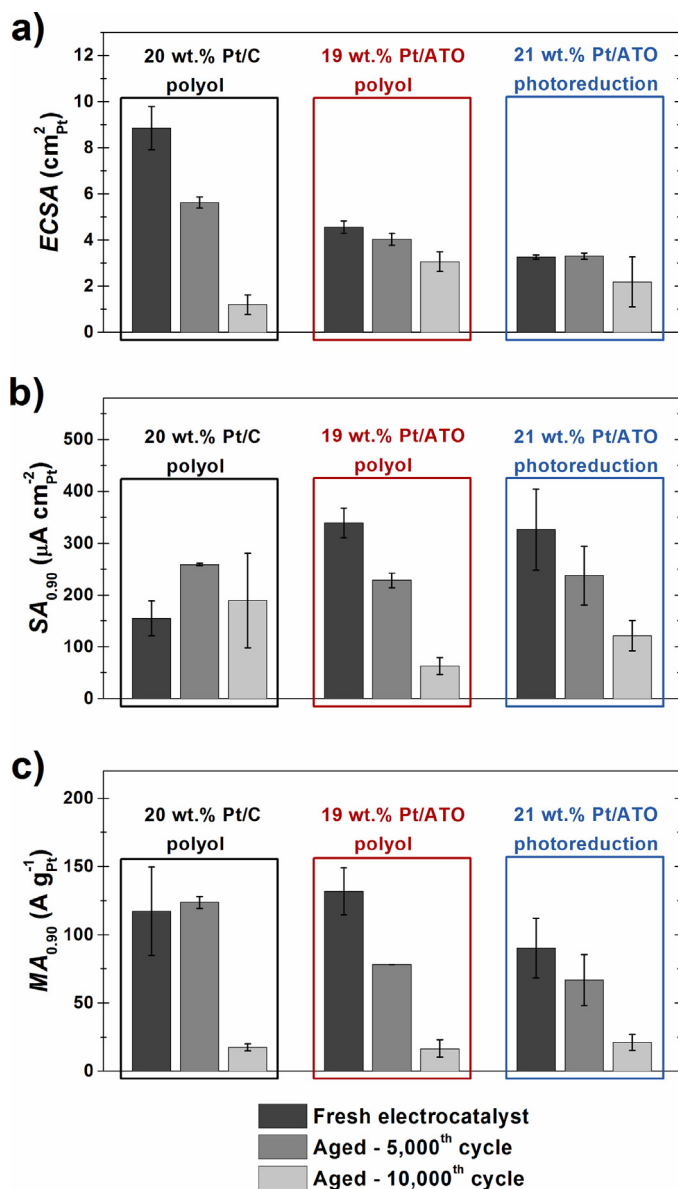 a)
20 wt.% Pt/C 19 wt.% Pt/ATO 21 wt.% Pt/ATO
polyol polyol photoreduction
12
10
8
6
4
2
0
ECSA (cm²Pt)
b)
20 wt.% Pt/C 19 wt.% Pt/ATO 21 wt.% Pt/ATO
polyol polyol photoreduction
500
400
300
200
100
0
SA0.90 (µA cm-2Pt)
c)
20 wt.% Pt/C 19 wt.% Pt/ATO 21 wt.% Pt/ATO
polyol polyol photoreduction
200
150
100
50
0
MA0.90 (A g-1Pt)
Fresh electrocatalyst
Aged - 5,000th cycle
Aged - 10,000th cycle